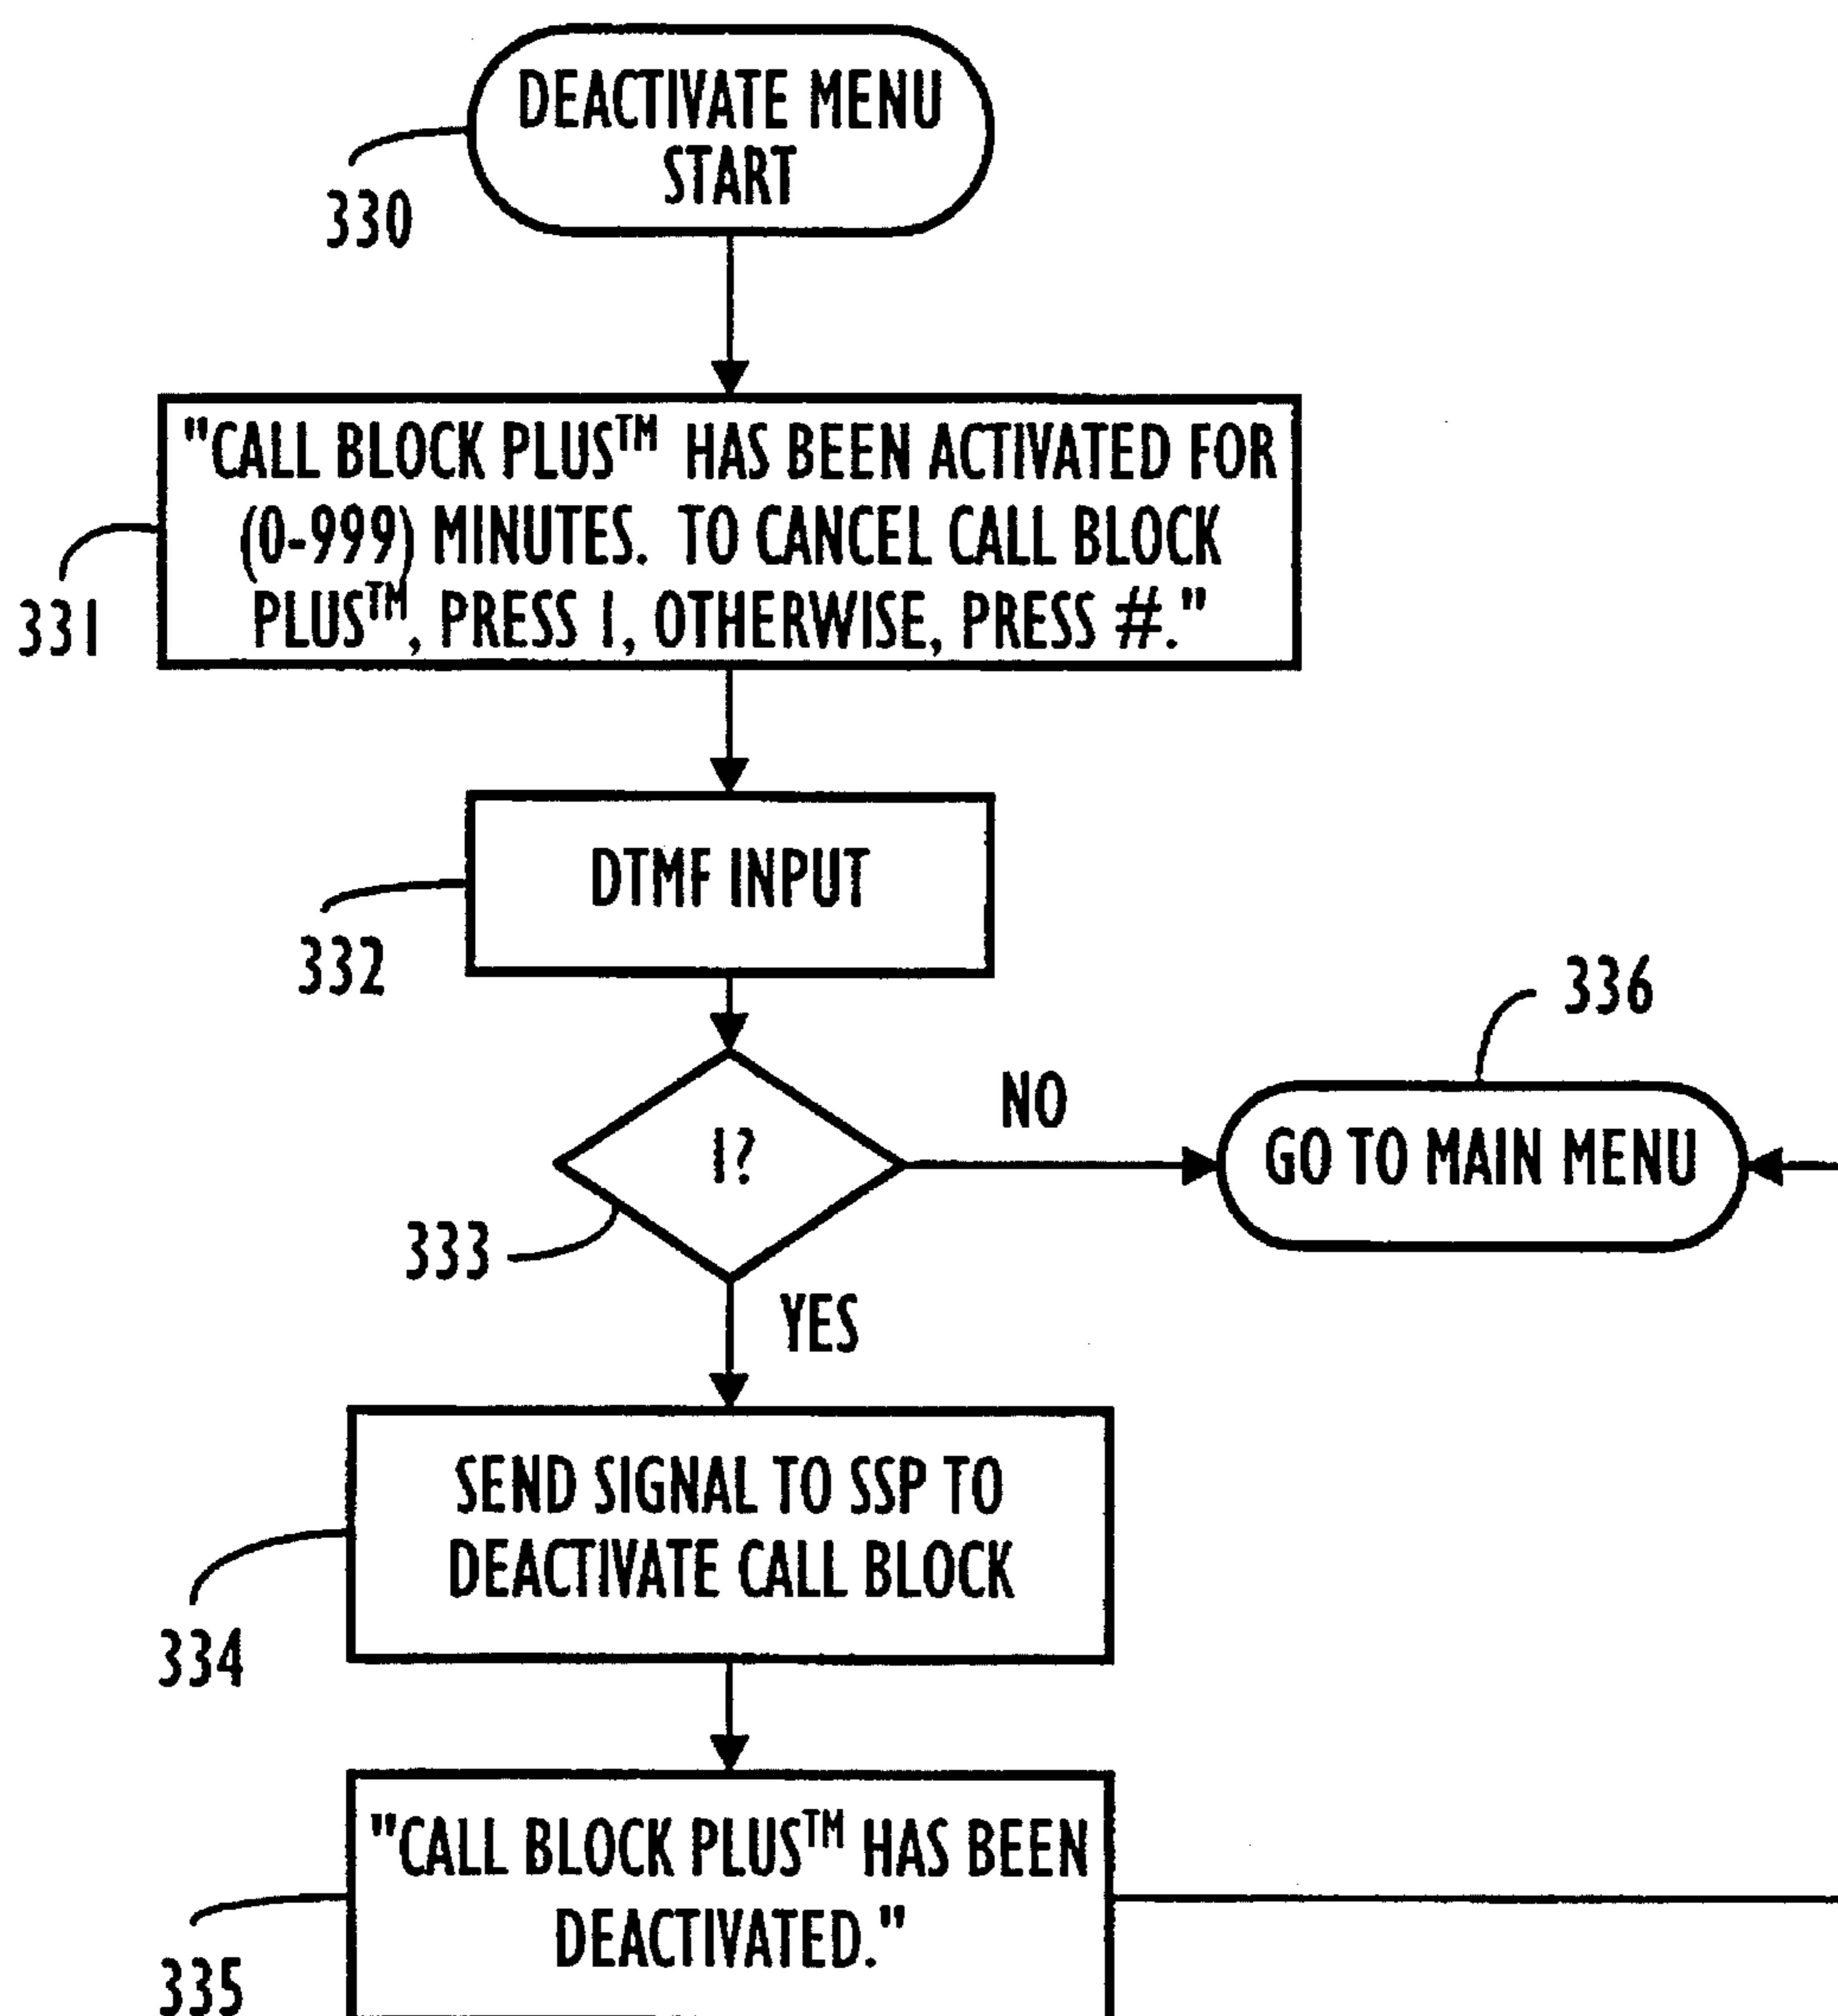 DEACTIVATE MENU
START
330
"CALL BLOCK PLUS™ HAS BEEN ACTIVATED FOR
(0-999) MINUTES. TO CANCEL CALL BLOCK
PLUS™, PRESS 1, OTHERWISE, PRESS #."
331
DTMF INPUT
332
336
NO
1?
GO TO MAIN MENU
333
YES
SEND SIGNAL TO SSP TO
DEACTIVATE CALL BLOCK
334
"CALL BLOCK PLUS™ HAS BEEN
DEACTIVATED."
335